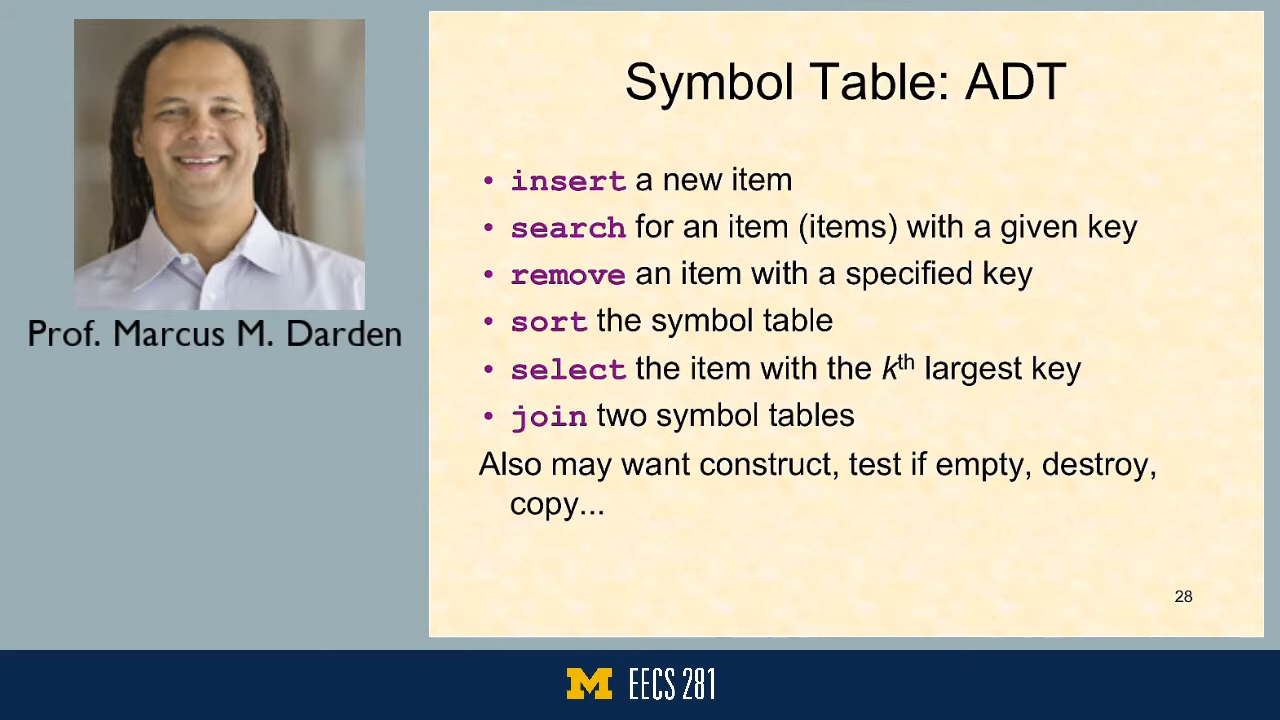 Prof. Marcus M. Darden
Symbol Table: ADT
• insert a new item
• search for an item (items) with a given key
• remove an item with a specified key
• sort the symbol table
• select the item with the kth largest key
• join two symbol tables
Also may want construct, test if empty, destroy,
copy...
28
M EECS 281